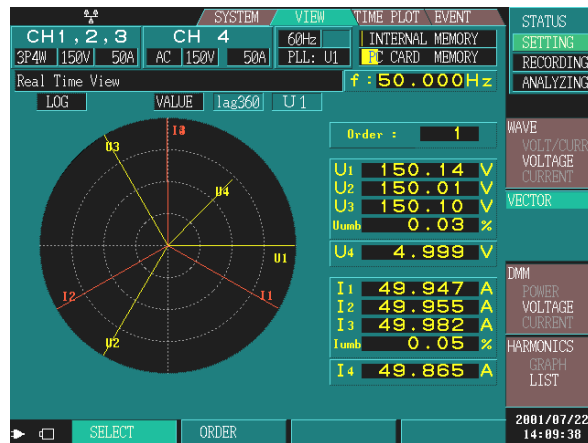 SYSTEM VIEW TIME PLOT EVENT STATUS
CH1,2,3 CH 4 60Hz INTERNAL MEMORY SETTING
3P4W 150V 50A AC 150V 50A PLL: U1 PC CARD MEMORY RECORDING
Real Time View f:50.000Hz ANALYZING
LOG VALUE lag360 U1
Order : 1
WAVE
VOLT/CURR
VOLTAGE
CURRENT
VECTOR
DMM
POWER
VOLTAGE
CURRENT
HARMONICS
GRAPH
LIST
U3
U4
U1
I2
I1
U2
U1 150.14 V
U2 150.01 V
U3 150.10 V
Uumb 0.03 %
U4 4.999 V
I1 49.947 A
I2 49.955 A
I3 49.982 A
Iumb 0.05 %
I4 49.865 A
SELECT ORDER
2001/07/22
14:09:38